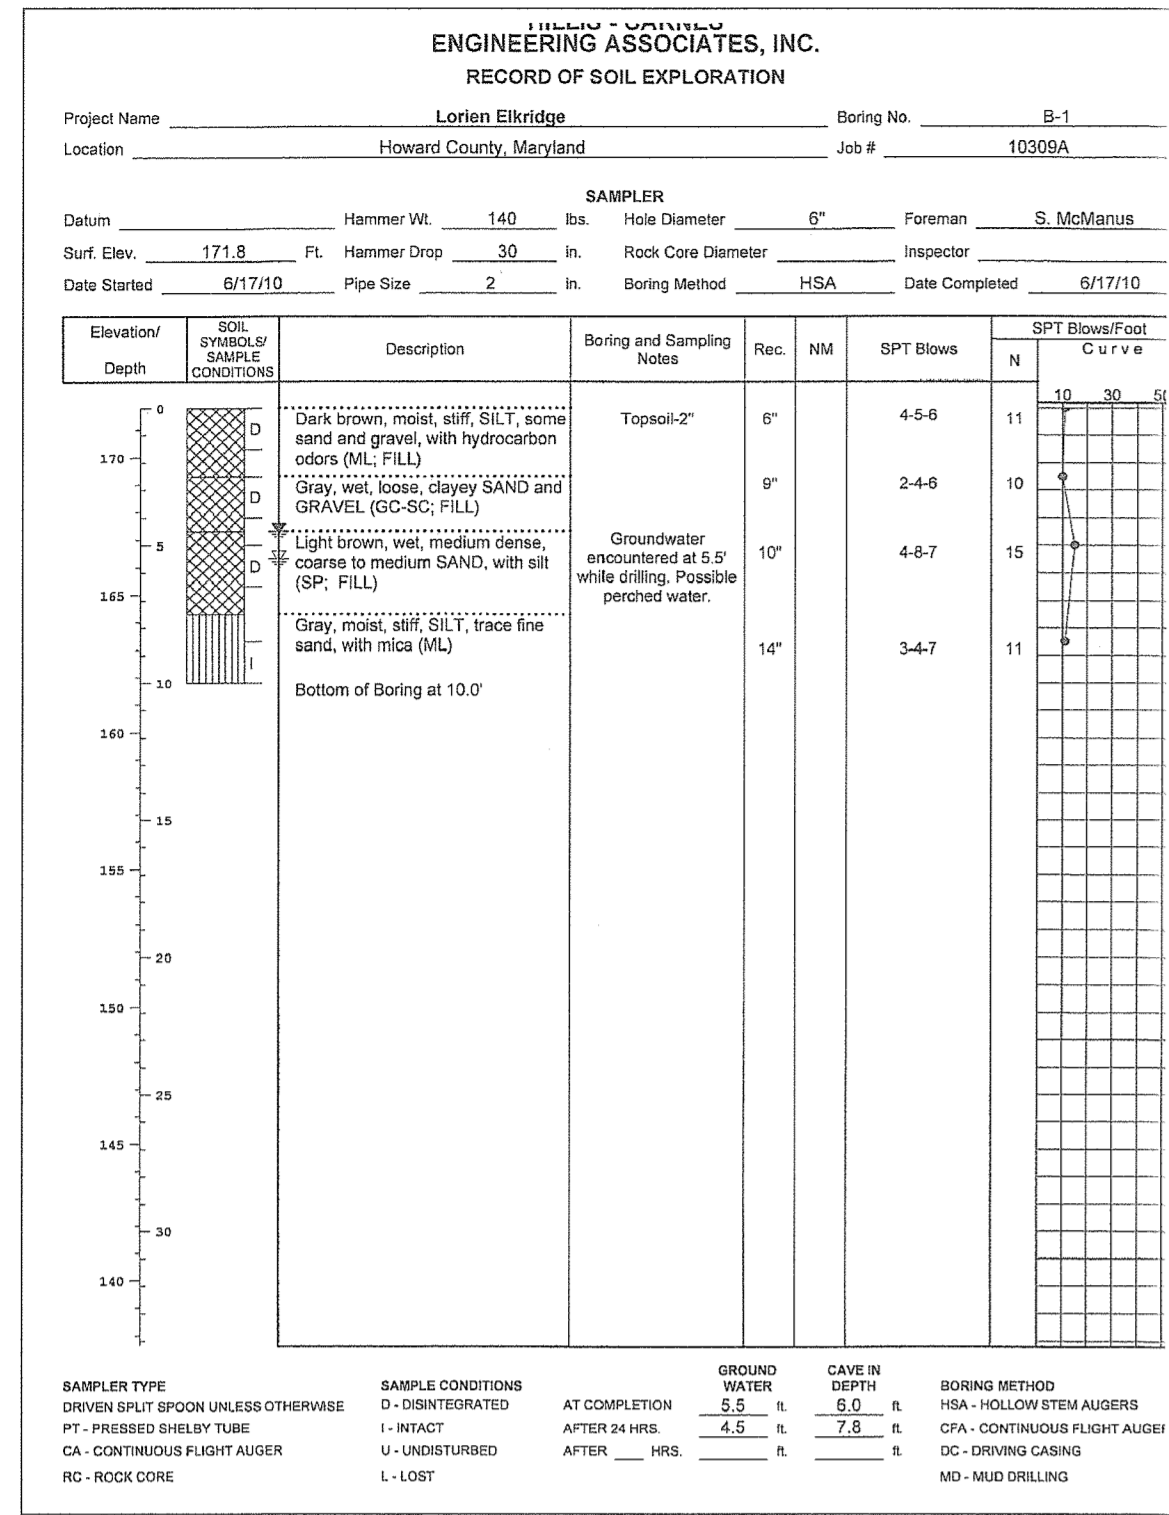 ENGINEERING ASSOCIATES, INC.
RECORD OF SOIL EXPLORATION
Project Name Lorien Elkridge Boring No. B-1
Location Howard County, Maryland Job # 10309A
SAMPLER
Datum Hammer Wt. 140 lbs. Hole Diameter 6" Foreman S. McManus
Surf. Elev. 171.8 Ft. Hammer Drop 30 in. Rock Core Diameter Inspector
Date Started 6/17/10 Pipe Size 2 in. Boring Method HSA Date Completed 6/17/10
Elevation/
Depth
SOIL
SYMBOLS/
SAMPLE
CONDITIONS
Description
Boring and Sampling
Notes
Rec.
NM
SPT Blows
SPT Blows/Foot
N
Curve
10 30
0
D
Dark brown, moist, stiff, SILT, some
sand and gravel, with hydrocarbon
odors (ML; FILL)
Topsoil-2"
6"
4-5-6
11
170
D
Gray, wet, loose, clayey SAND and
GRAVEL (GC-SC; FILL)
9"
2-4-6
10
5
D
Light brown, wet, medium dense,
coarse to medium SAND, with silt
(SP; FILL)
Groundwater
encountered at 5.5'
while drilling. Possible
perched water.
10"
4-8-7
15
165
Gray, moist, stiff, SILT, trace fine
sand, with mica (ML)
I
14"
3-4-7
11
10
Bottom of Boring at 10.0'
160
15
155
20
150
25
145
30
140
SAMPLER TYPE
DRIVEN SPLIT SPOON UNLESS OTHERWISE
PT - PRESSED SHELBY TUBE
CA - CONTINUOUS FLIGHT AUGER
RC - ROCK CORE
SAMPLE CONDITIONS
D - DISINTEGRATED
I - INTACT
U - UNDISTURBED
L - LOST
GROUND
WATER
CAVE IN
DEPTH
AT COMPLETION 5.5 ft. 6.0 ft.
AFTER 24 HRS. 4.5 ft. 7.8 ft.
AFTER HRS. ft. ft.
BORING METHOD
HSA - HOLLOW STEM AUGERS
CFA - CONTINUOUS FLIGHT
DC - DRIVING CASING
MD - MUD DRILLING